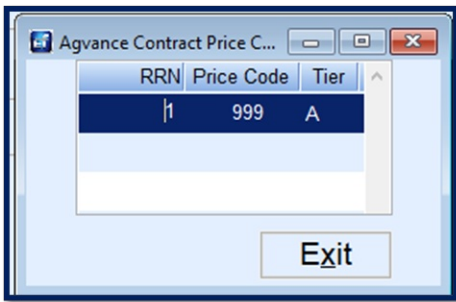 Agvance Contract Price C...
RRN Price Code Tier
1 999 A
Exit